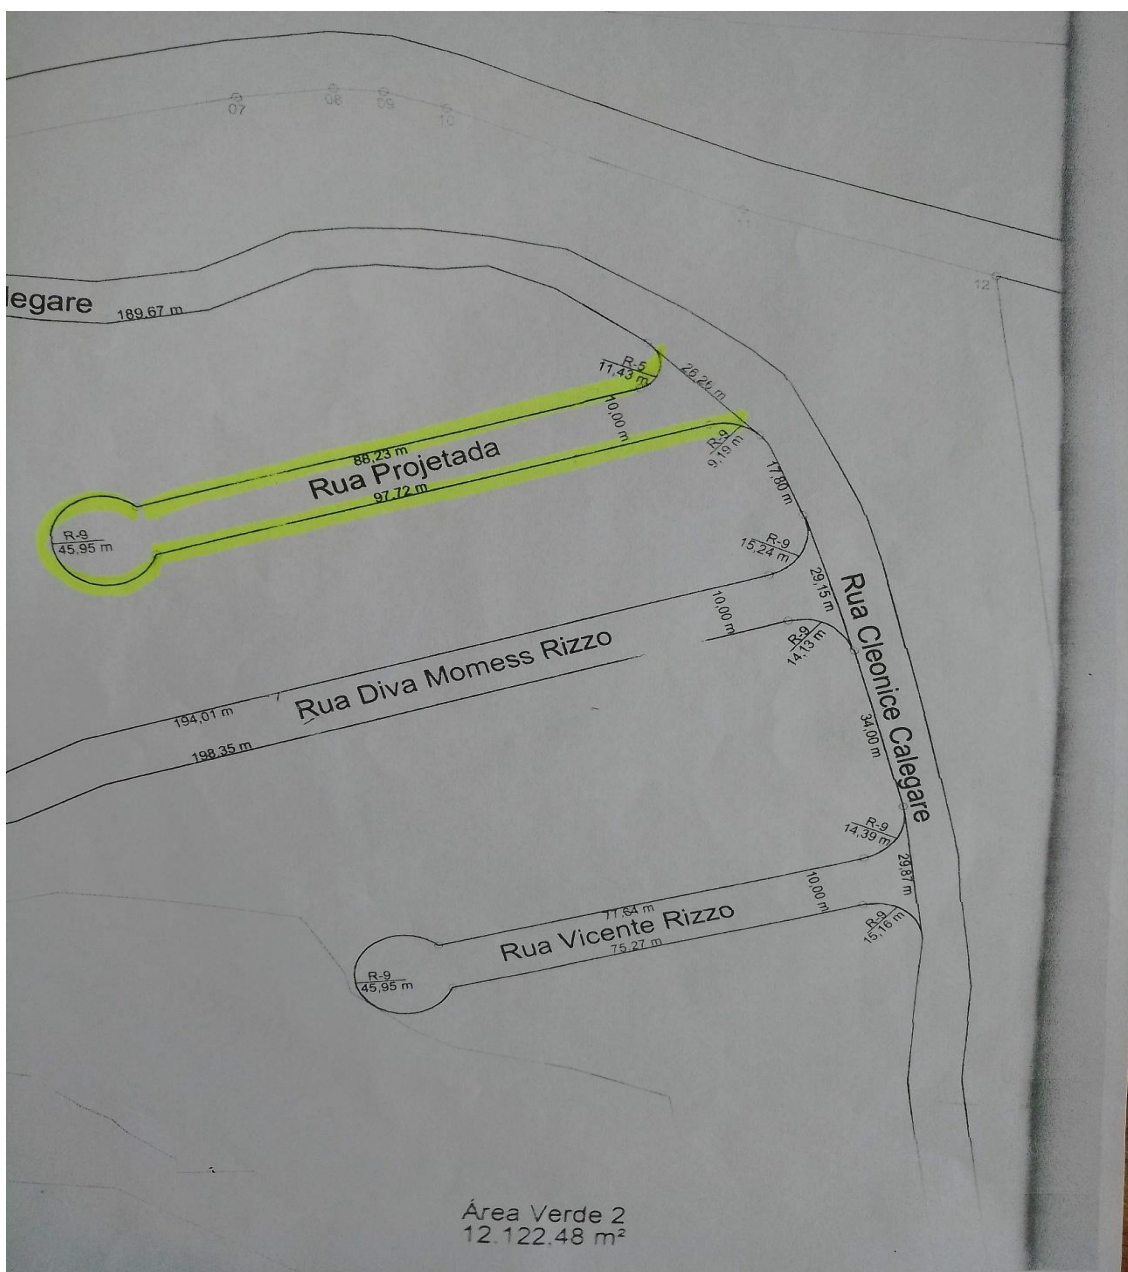 07
08
09
10
11
12
legare
189.67 m
R-5
11,43 m
26,26 m
10,00 m
88,23 m
Rua Projetada
97,72 m
R-9
9,19 m
17,80 m
R-9
45,95 m
R-9
15,24 m
29,15 m
10,00 m
R-9
14,13 m
Rua Cleonice Calegare
Rua Diva Momess Rizzo
194,01 m
198,35 m
34,00 m
R-9
14,39 m
29,87 m
10,00 m
77,64 m
Rua Vicente Rizzo
75,27 m
R-9
15,16 m
R-9
45,95 m
Área Verde 2
12.122,48 m²